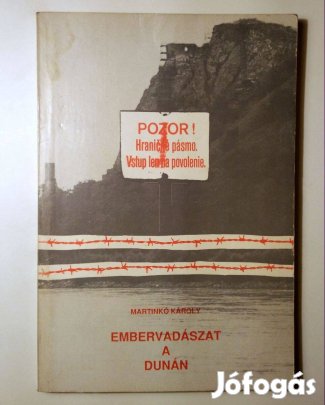 POZOR!
Hraničné pásmo.
Vstup len na povolenie.
MARTINKÓ KÁROLY
EMBERVADÁSZAT
A
DUNÁN
Jófogás